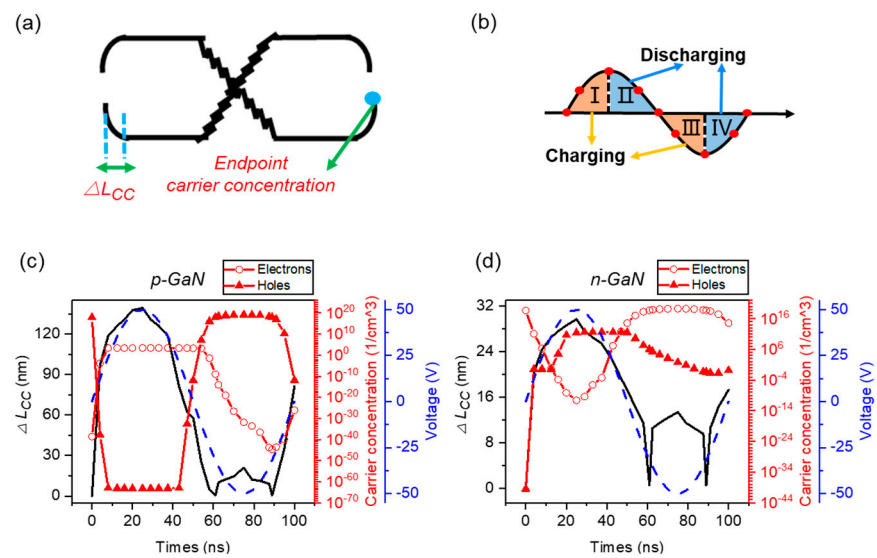 (a)
Endpoint
carrier concentration
△L_CC
(b)
Discharging
I II
III IV
Charging
(c)
p-GaN
Electrons
Holes
△L_CC (nm)
120
90
60
30
15
0
10^20
10^10
10^0
10^-10
10^-20
10^-30
10^-40
10^-50
10^-60
10^-70
Carrier concentration (1/cm^3)
50
25
0
-25
-50
Voltage (V)
0 20 40 60 80 100
Times (ns)
(d)
n-GaN
Electrons
Holes
△L_CC (nm)
32
24
16
8
0
10^16
10^6
10^-4
10^-14
10^-24
10^-34
10^-44
Carrier concentration (1/cm^3)
50
25
0
-25
-50
Voltage (V)
0 20 40 60 80 100
Times (ns)